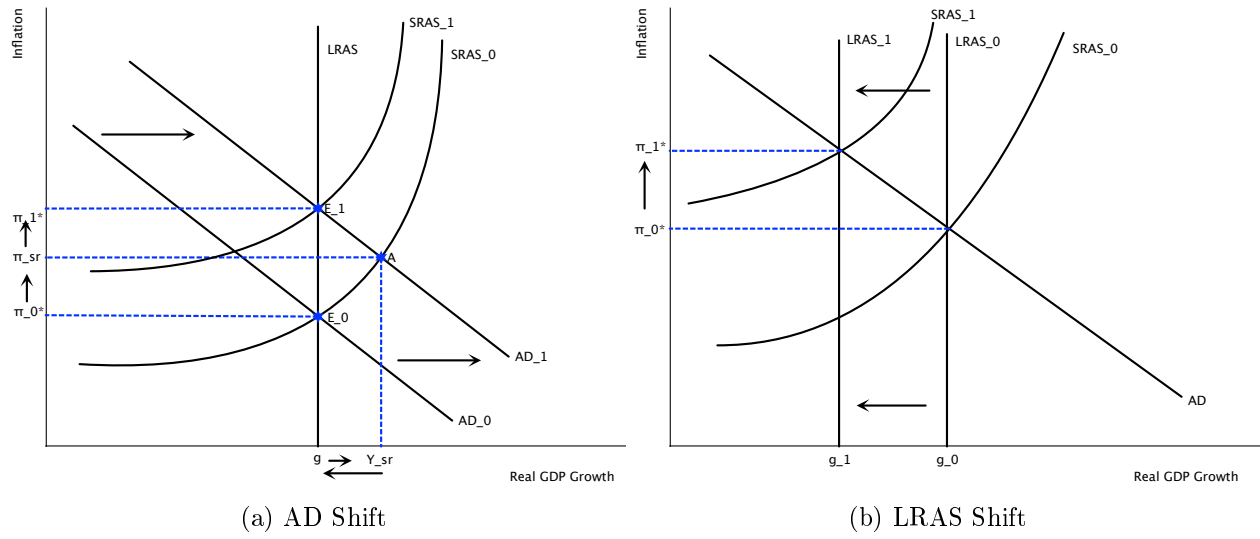 Inflation
SRAS_1
LRAS
SRAS_0
π_1*
E_1
π_sr
A
π_0*
E_0
AD_1
AD_0
g
Y_sr
Real GDP Growth
(a) AD Shift
Inflation
SRAS_1
LRAS_1
LRAS_0
SRAS_0
π_1*
π_0*
AD
g_1
g_0
Real GDP Growth
(b) LRAS Shift